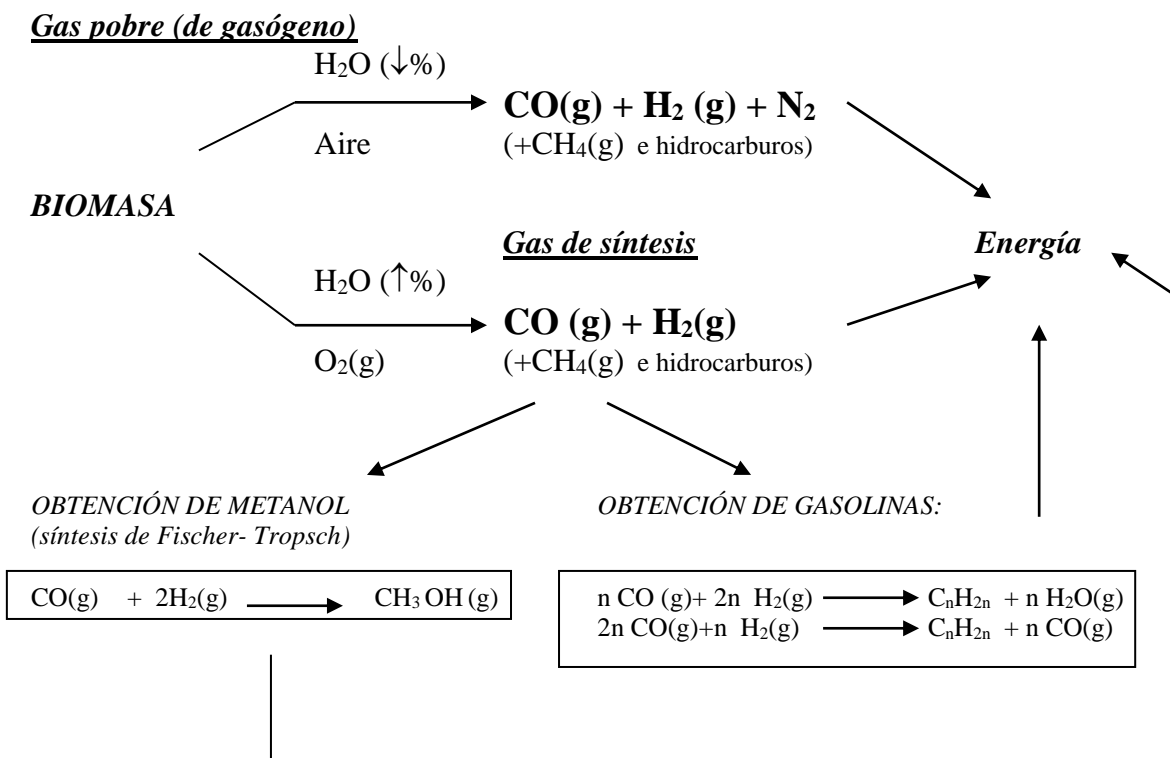 Gas pobre (de gasógeno)
H₂O (↓%)
CO(g) + H₂ (g) + N₂
Aire
(+CH₄(g) e hidrocarburos)
BIOMASA
Gas de síntesis
Energía
H₂O (↑%)
CO (g) + H₂(g)
O₂(g)
(+CH₄(g) e hidrocarburos)
OBTENCIÓN DE METANOL
(síntesis de Fischer- Tropsch)
OBTENCIÓN DE GASOLINAS:
CO(g) + 2H₂(g) → CH₃ OH (g)
n CO (g)+ 2n H₂(g) → CₙH₂ₙ + n H₂O(g)
2n CO(g)+n H₂(g) → CₙH₂ₙ + n CO(g)